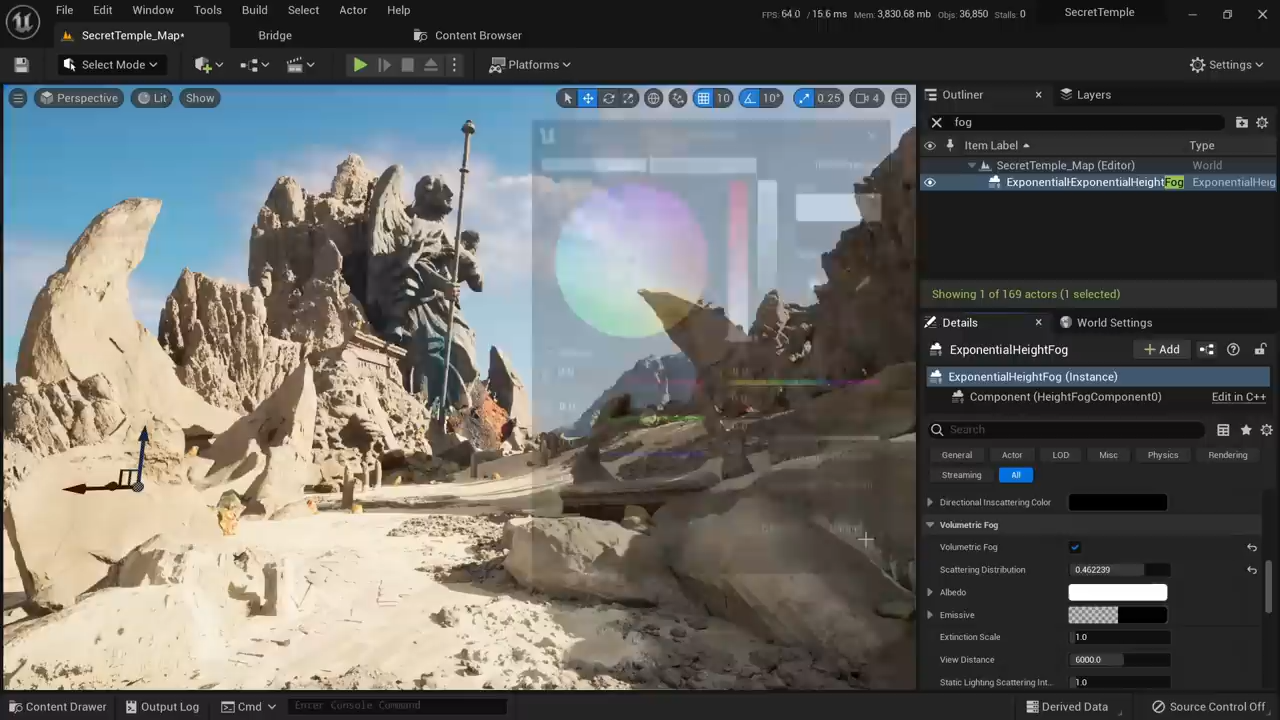 File Edit Window Tools Build Select Actor Help
FPS: 64.0 / 15.6 ms Mem: 3,830.68 mb Objs: 36,850 Stalls: 0 SecretTemple
SecretTemple_Map* Bridge Content Browser
Select Mode Platforms Settings
Perspective Lit Show 10 10° 0.25 4
Outliner Layers
fog
Item Label Type
SecretTemple_Map (Editor) World
ExponentialExponentialHeightFog ExponentialHeig
Showing 1 of 169 actors (1 selected)
Details World Settings
ExponentialHeightFog + Add
ExponentialHeightFog (Instance)
Component (HeightFogComponent0) Edit in C++
Search
General Actor LOD Misc Physics Rendering
Streaming All
Directional Inscattering Color
Volumetric Fog
Volumetric Fog
Scattering Distribution 0.462239
Albedo
Emissive
Extinction Scale 1.0
View Distance 6000.0
Static Lighting Scattering Int... 1.0
Content Drawer Output Log Cmd Enter Console Command Derived Data Source Control Off